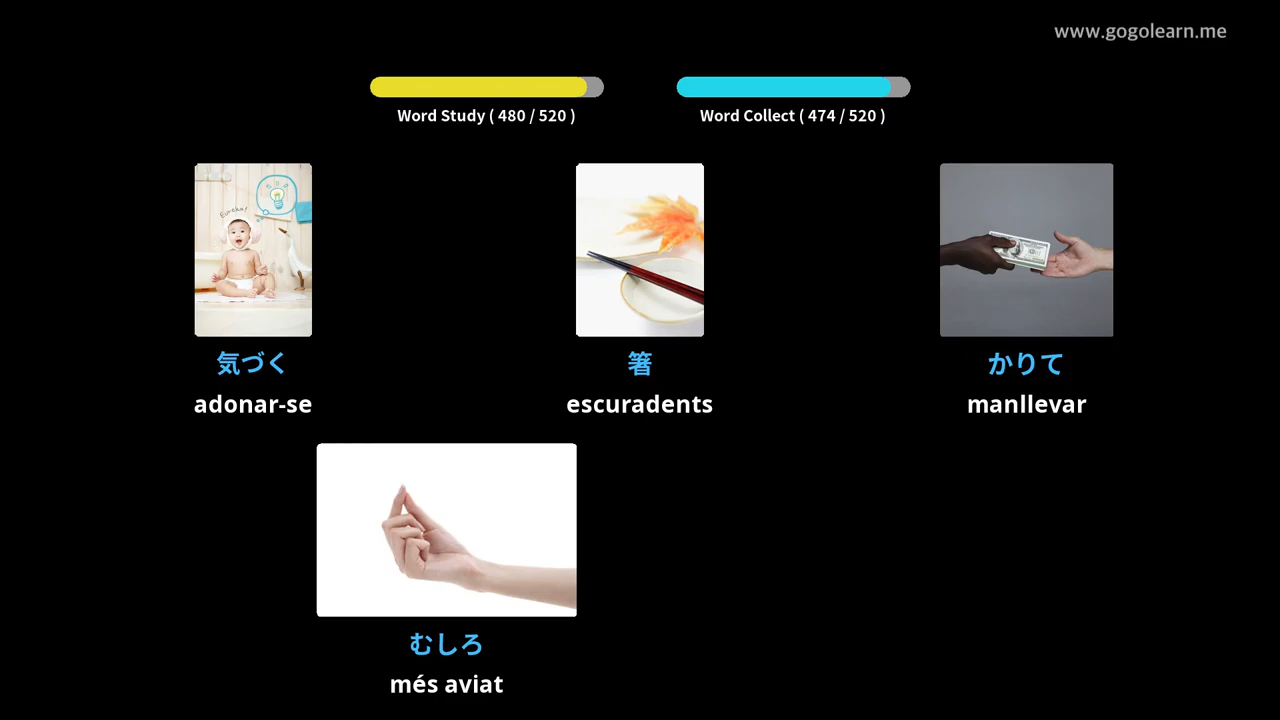 www.gogolearn.me
Word Study ( 480 / 520 )
Word Collect ( 474 / 520 )
Eureka!
気づく
箸
かりて
adonar-se
escuradents
manllevar
むしろ
més aviat